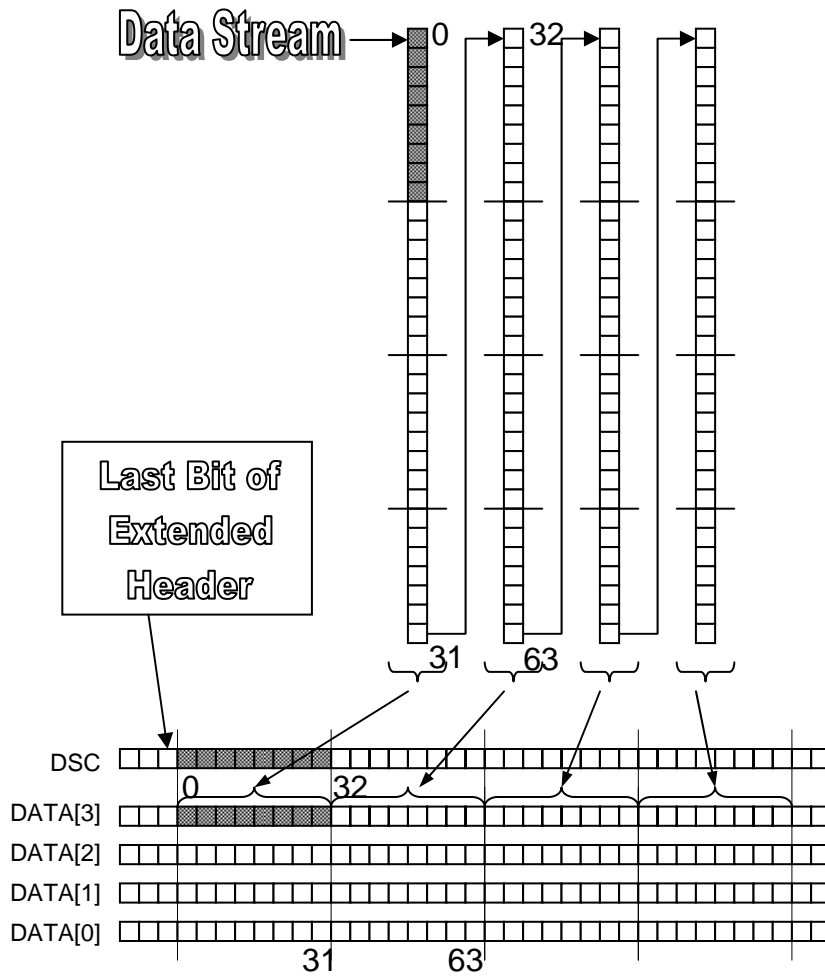 Data Stream
0
32
Last Bit of
Extended
Header
31
63
DSC
0
32
DATA[3]
DATA[2]
DATA[1]
DATA[0]
31
63